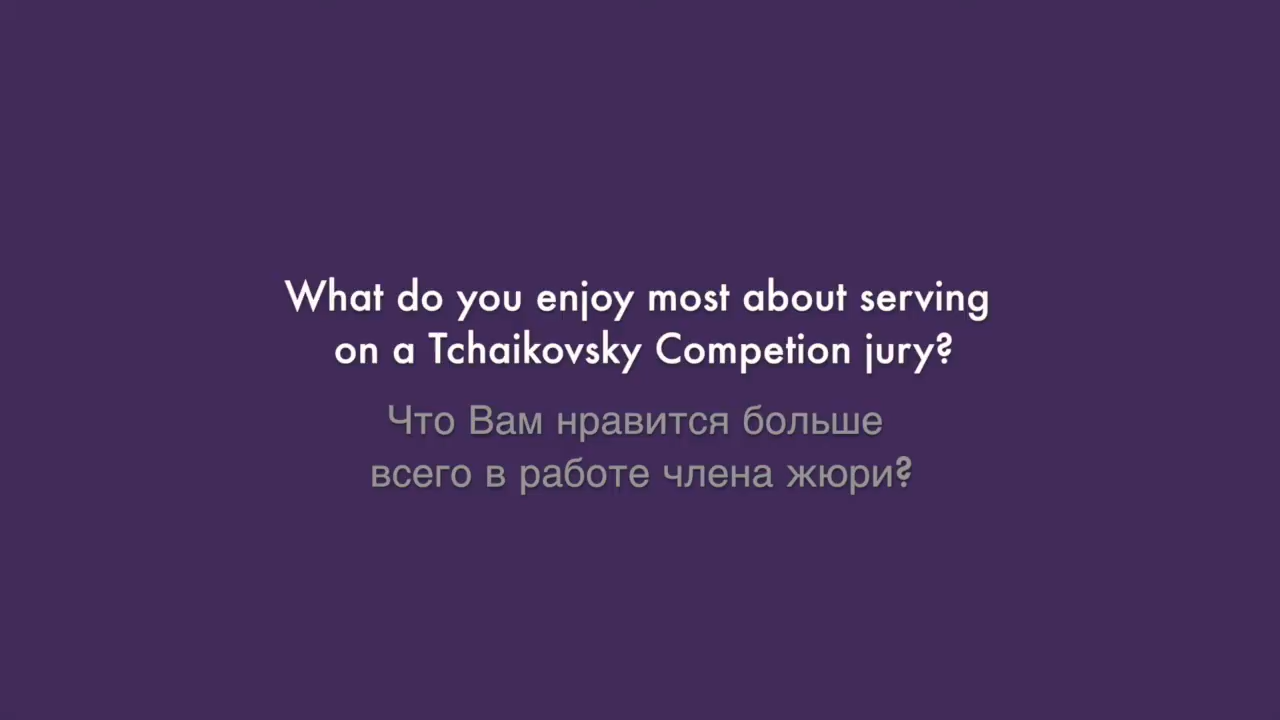 What do you enjoy most about serving
on a Tchaikovsky Competion jury?
Что Вам нравится больше
всего в работе члена жюри?